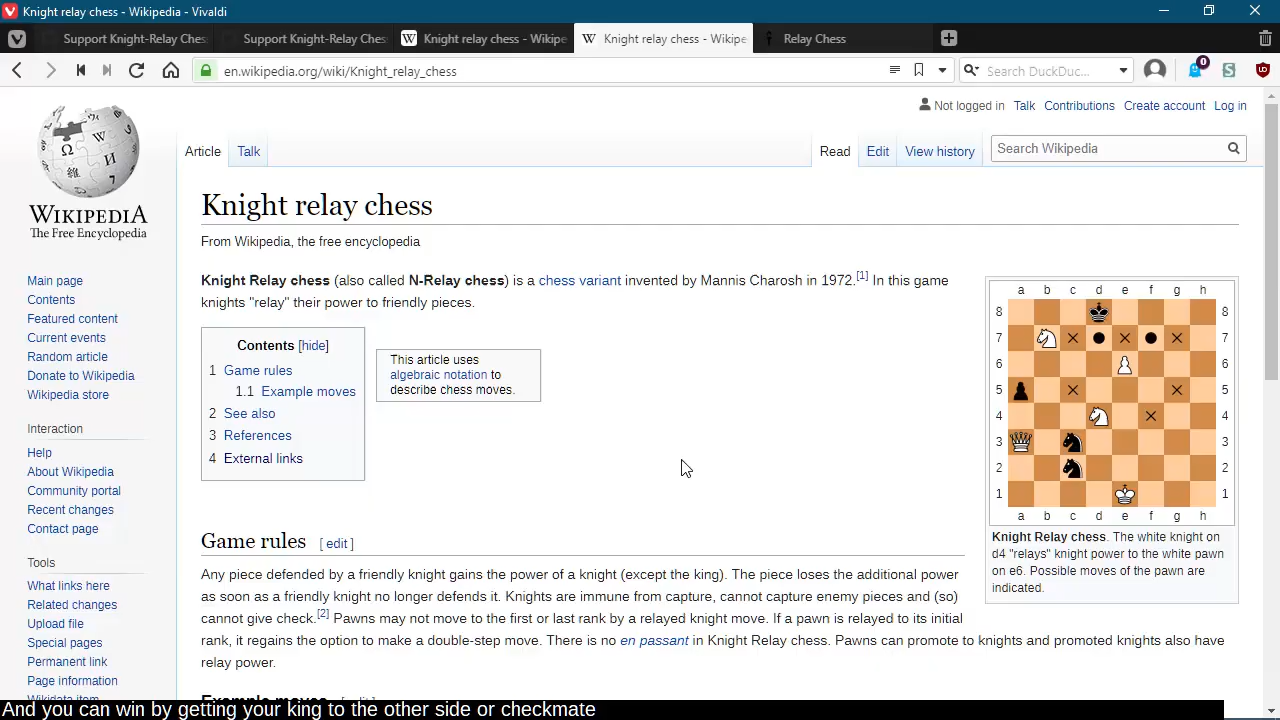 Knight relay chess - Wikipedia - Vivaldi
Support Knight-Relay Ches
Support Knight-Relay Ches
Knight relay chess - Wikipe
Knight relay chess - Wikipe
Relay Chess
en.wikipedia.org/wiki/Knight_relay_chess
Search DuckDuc...
0
Not logged in Talk Contributions Create account Log in
Article Talk
Read Edit View history
Search Wikipedia
WIKIPEDIA
The Free Encyclopedia
Main page
Contents
Featured content
Current events
Random article
Donate to Wikipedia
Wikipedia store
Interaction
Help
About Wikipedia
Community portal
Recent changes
Contact page
Tools
What links here
Related changes
Upload file
Special pages
Permanent link
Page information
Wikidata item
Knight relay chess
From Wikipedia, the free encyclopedia
Knight Relay chess (also called N-Relay chess) is a chess variant invented by Mannis Charosh in 1972.[1] In this game
knights "relay" their power to friendly pieces.
Contents [hide]
1 Game rules
1.1 Example moves
2 See also
3 References
4 External links
This article uses
algebraic notation to
describe chess moves.
a b c d e f g h
8 8
7 7
6 6
5 5
4 4
3 3
2 2
1 1
a b c d e f g h
Knight Relay chess. The white knight on
d4 "relays" knight power to the white pawn
on e6. Possible moves of the pawn are
indicated.
Game rules [ edit ]
Any piece defended by a friendly knight gains the power of a knight (except the king). The piece loses the additional power
as soon as a friendly knight no longer defends it. Knights are immune from capture, cannot capture enemy pieces and (so)
cannot give check.[2] Pawns may not move to the first or last rank by a relayed knight move. If a pawn is relayed to its initial
rank, it regains the option to make a double-step move. There is no en passant in Knight Relay chess. Pawns can promote to knights and promoted knights also have
relay power.
Example moves [ edit ]
And you can win by getting your king to the other side or checkmate